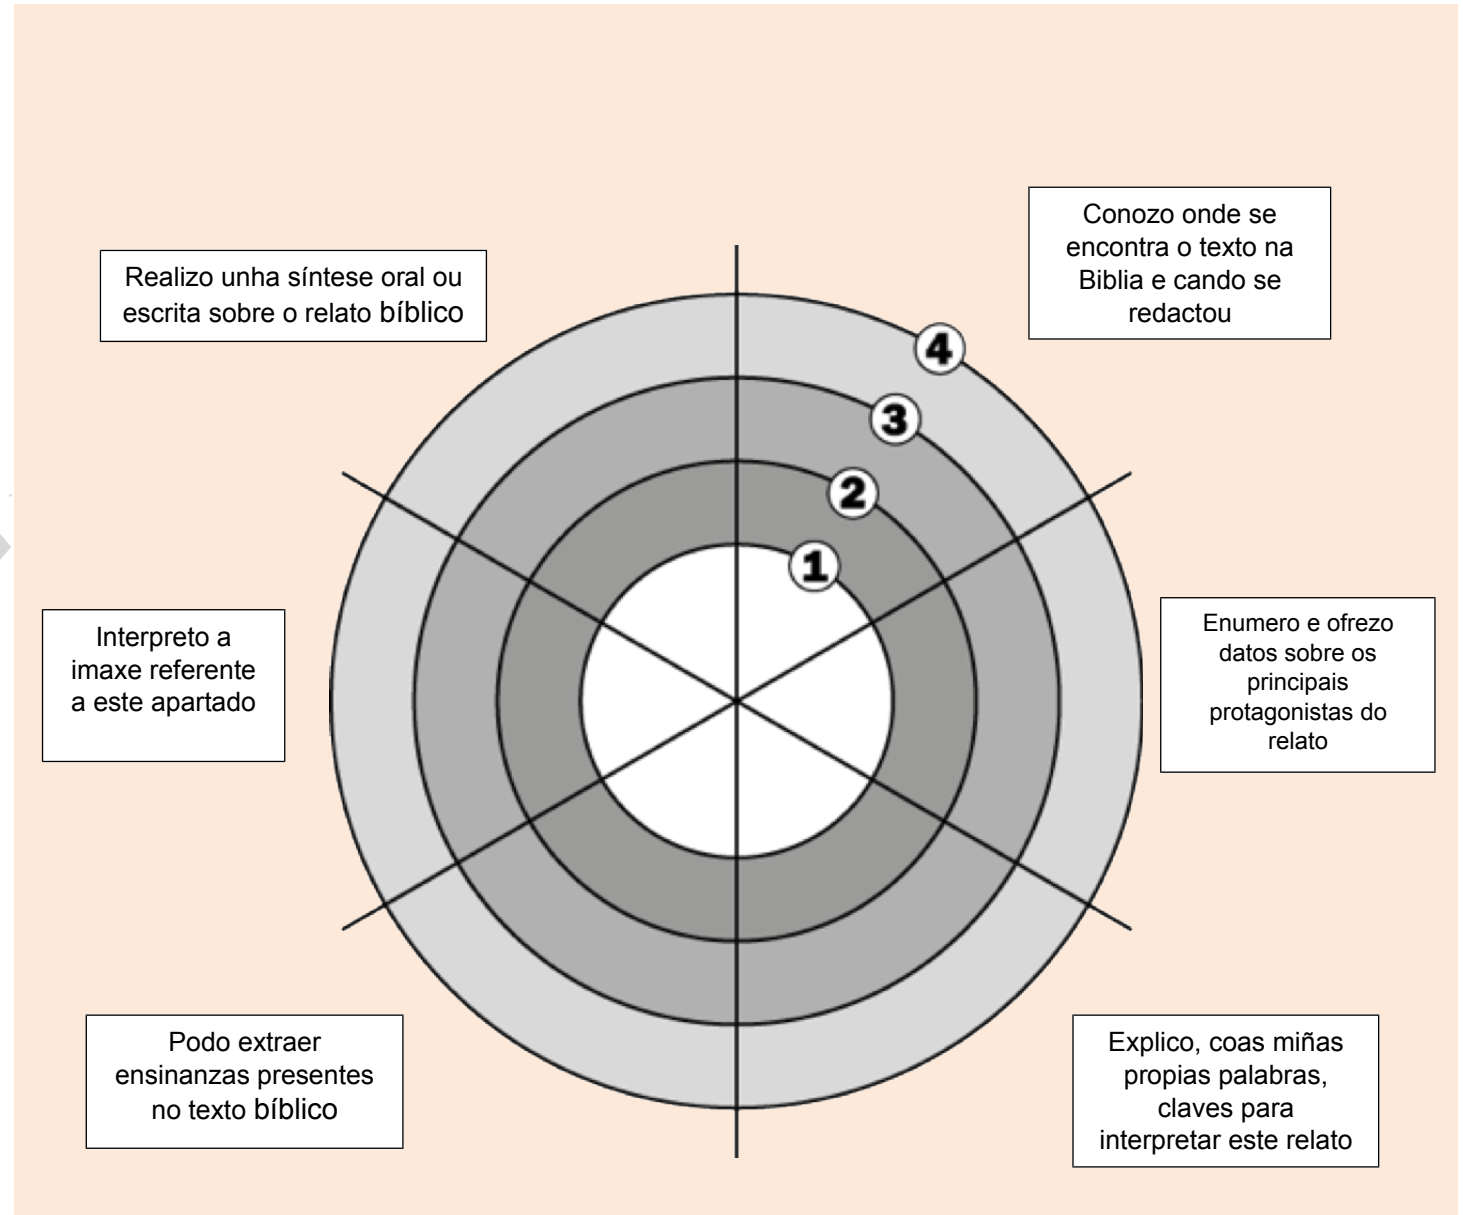 Conozo onde se
encontra o texto na
Biblia e cando se
redactou
Realizo unha síntese oral ou
escrita sobre o relato bíblico
4
3
2
1
Interpreto a
imaxe referente
a este apartado
Enumero e ofrezo
datos sobre os
principais
protagonistas do
relato
Podo extraer
ensinanzas presentes
no texto bíblico
Explico, coas miñas
propias palabras,
claves para
interpretar este relato